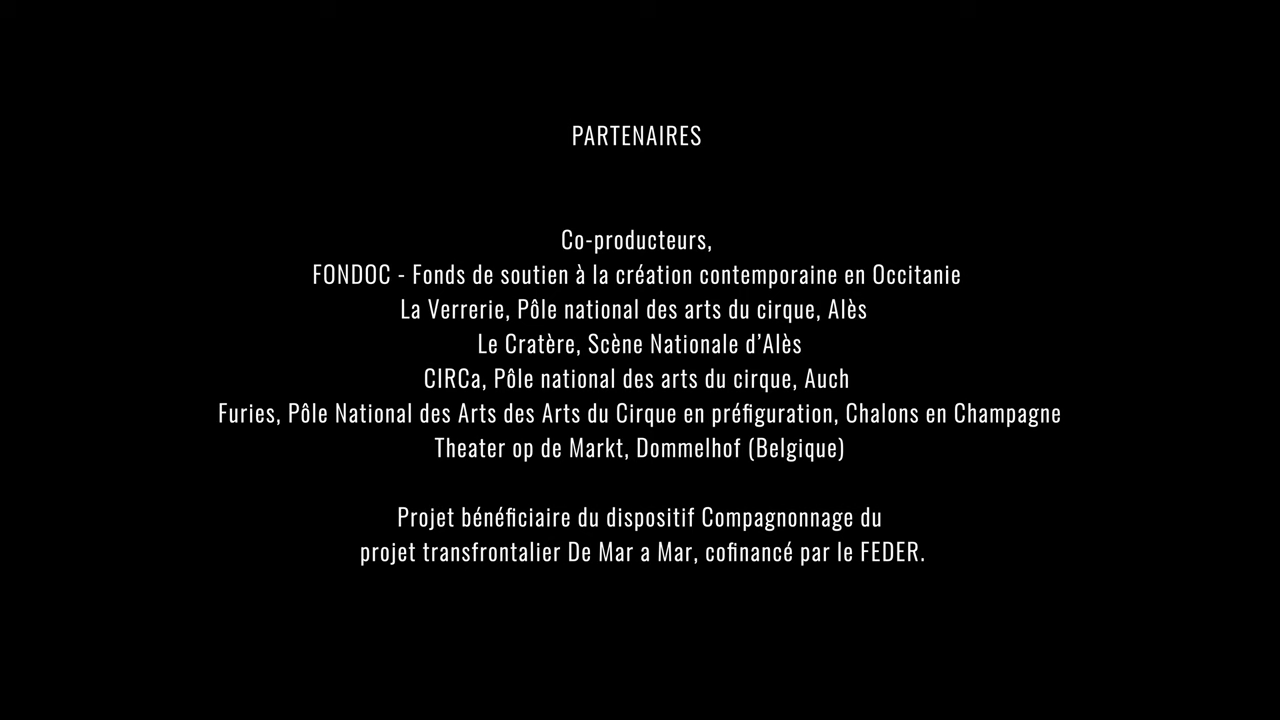 PARTENAIRES
Co-producteurs,
FONDOC - Fonds de soutien à la création contemporaine en Occitanie
La Verrerie, Pôle national des arts du cirque, Alès
Le Cratère, Scène Nationale d’Alès
CIRCa, Pôle national des arts du cirque, Auch
Furies, Pôle National des Arts des Arts du Cirque en préfiguration, Chalons en Champagne
Theater op de Markt, Dommelhof (Belgique)
Projet bénéficiaire du dispositif Compagnonnage du
projet transfrontalier De Mar a Mar, cofinancé par le FEDER.